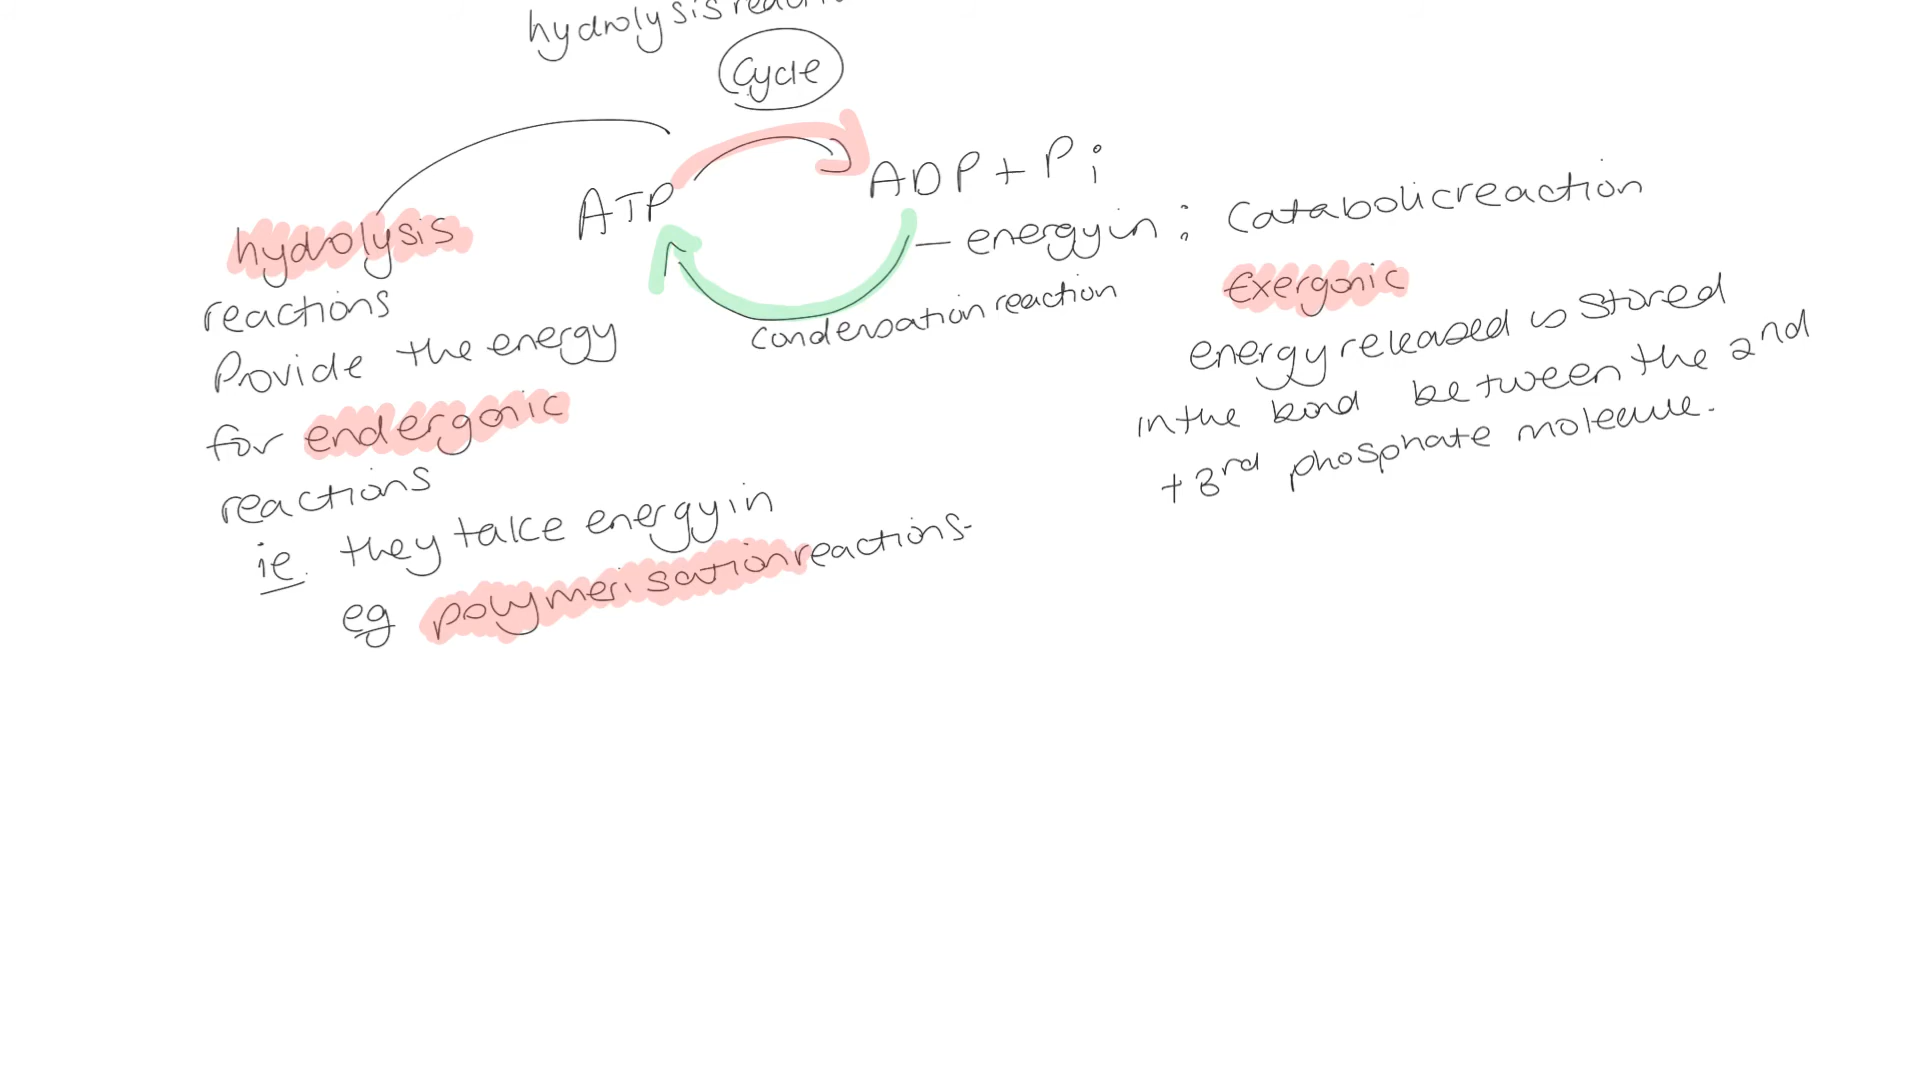 hydrolysis
Cycle
ATP
ADP + Pi
hydrolysis
reactions
Provide the energy
for endergonic
reactions
ie. they take energy in
eg polymerisation reactions.
condensation reaction
— energy in : Catabolic reaction
Exergonic
energy released is stored
in the bond between the 2nd
+ 3rd phosphate molecule.